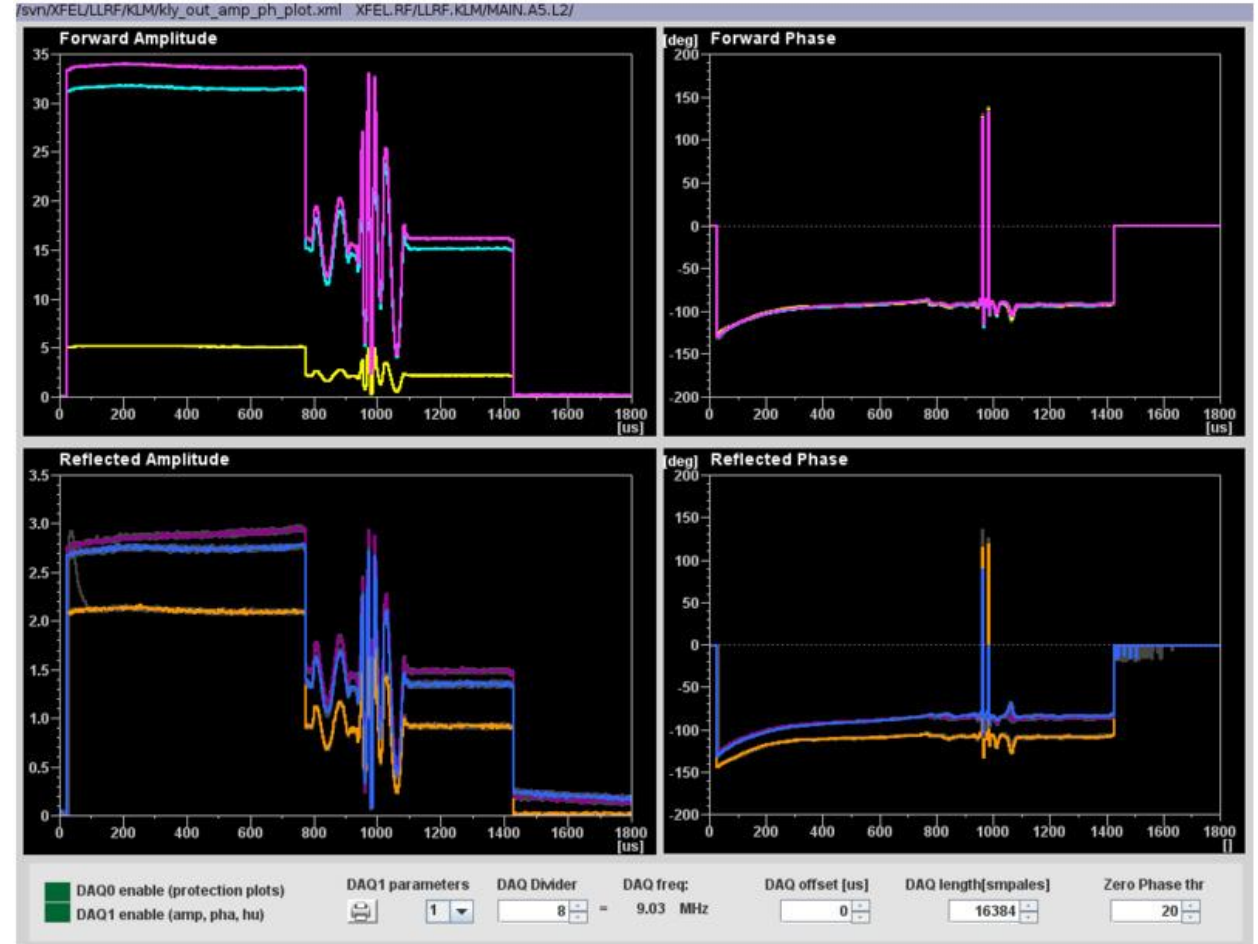 /svn/XFEL/LLRF/KLM/kly_out_amp_ph_plot.xml XFEL.RF/LLRF.KLM/MAIN.A5.L2/
Forward Amplitude
35
30
25
20
15
10
5
0
0 200 400 600 800 1000 1200 1400 1600 1800
[us]
[deg] Forward Phase
200
150
100
50
0
-50
-100
-150
-200
0 200 400 600 800 1000 1200 1400 1600 1800
[us]
Reflected Amplitude
3.5
3.0
2.5
2.0
1.5
1.0
0.5
0
0 200 400 600 800 1000 1200 1400 1600 1800
[us]
[deg] Reflected Phase
200
150
100
50
0
-50
-100
-150
-200
0 200 400 600 800 1000 1200 1400 1600 1800
[]
DAQ0 enable (protection plots)
DAQ1 enable (amp, pha, hu)
DAQ1 parameters
1
DAQ Divider
8 =
DAQ freq:
9.03 MHz
DAQ offset [us]
0
DAQ length[smpales]
16384
Zero Phase thr
20